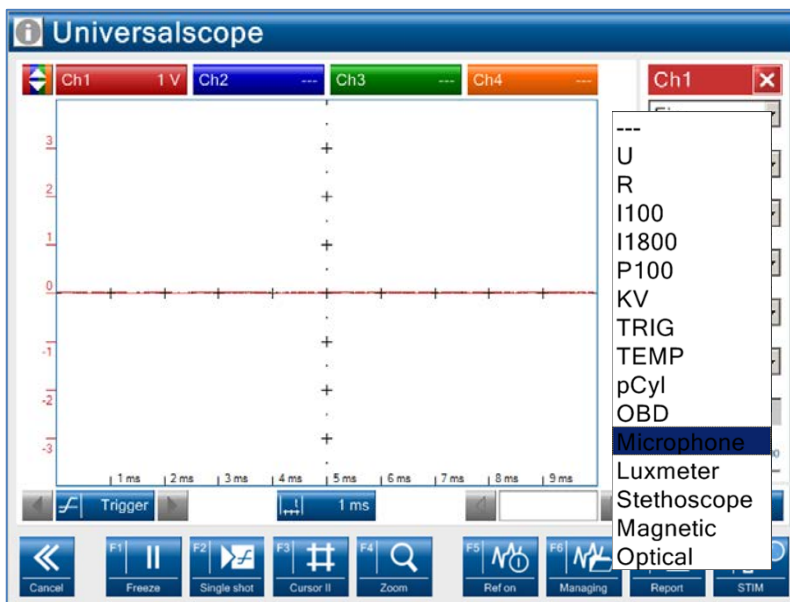 Universalscope
Ch1 1 V Ch2 --- Ch3 --- Ch4 --- Ch1
---
U
R
I100
I1800
P100
KV
TRIG
TEMP
pCyl
OBD
Microphone
Luxmeter
Stethoscope
Magnetic
Optical
3
2
1
0
-1
-2
-3
1 ms 2 ms 3 ms 4 ms 5 ms 6 ms 7 ms 8 ms 9 ms
Trigger 1 ms
F1 F2 F3 F4 F5 F6
Cancel Freeze Single shot Cursor II Zoom Ref on Managing Report STIM